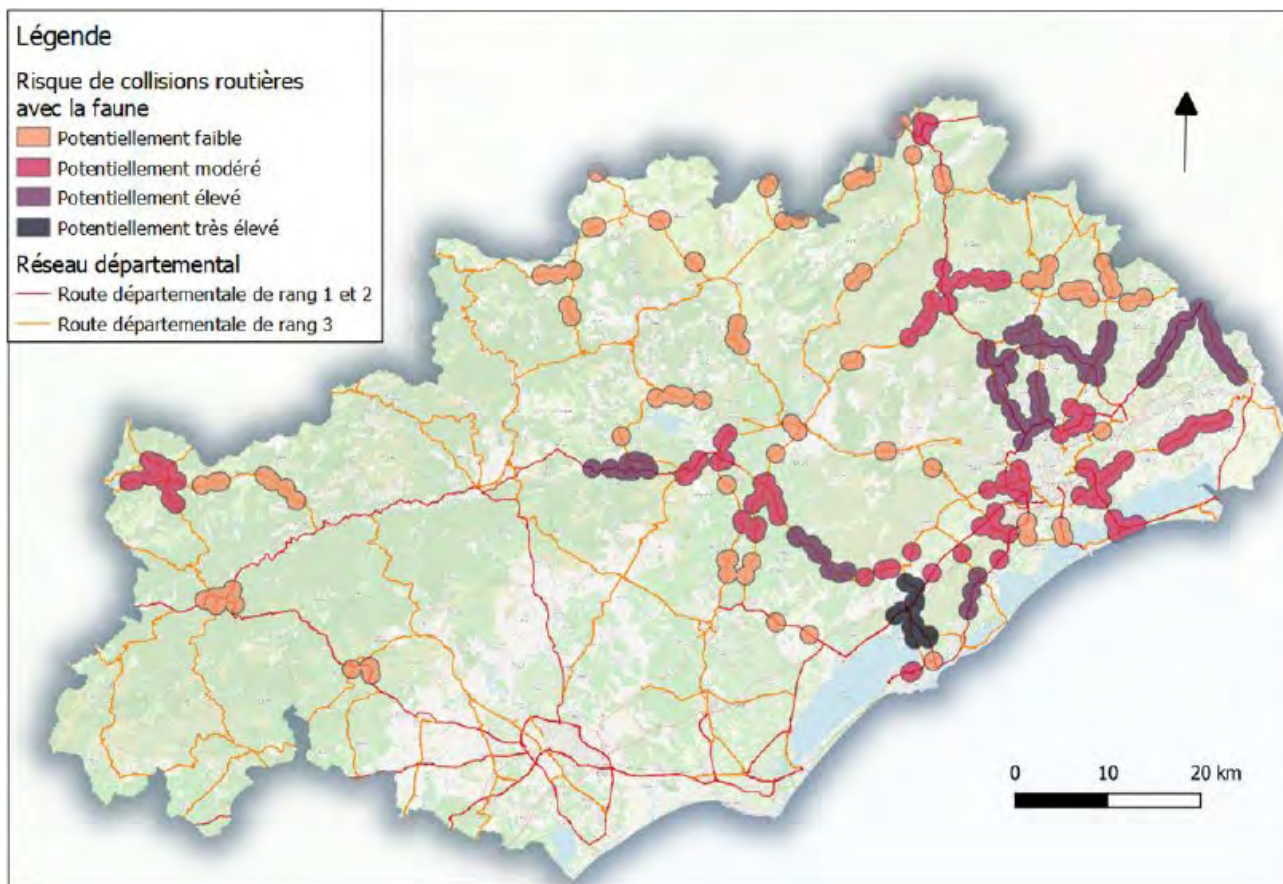 Légende
Risque de collisions routières
avec la faune
Potentiellement faible
Potentiellement modéré
Potentiellement élevé
Potentiellement très élevé
Réseau départemental
Route départementale de rang 1 et 2
Route départementale de rang 3
0 10 20 km